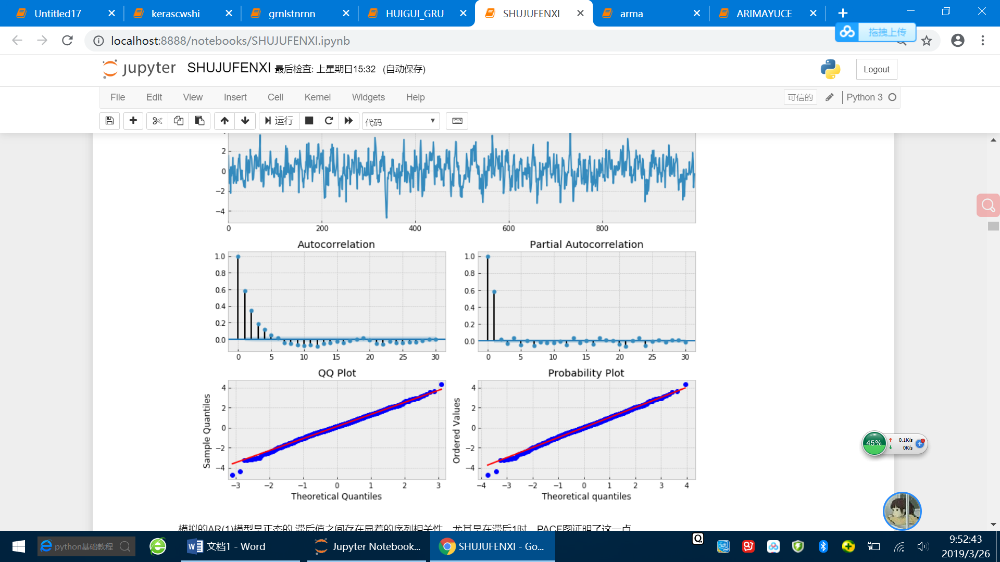 Untitled17
kerascwshi
grnlstnrnn
HUIGUI_GRU
SHUJUFENXI
arma
ARIMAYUCE
拖拽上传
localhost:8888/notebooks/SHUJUFENXI.ipynb
jupyter SHUJUFENXI 最后检查: 上星期日15:32 (自动保存)
Logout
File Edit View Insert Cell Kernel Widgets Help
可信的
Python 3
运行
代码
2
0
−2
−4
0 200 400 600 800
Autocorrelation
1.0
0.8
0.6
0.4
0.2
0.0
0 5 10 15 20 25 30
Partial Autocorrelation
1.0
0.8
0.6
0.4
0.2
0.0
0 5 10 15 20 25 30
QQ Plot
Sample Quantiles
4
2
0
−2
−4
−3 −2 −1 0 1 2 3
Theoretical Quantiles
Probability Plot
Ordered Values
4
2
0
−2
−4
−4 −3 −2 −1 0 1 2 3 4
Theoretical quantiles
45%
0.1K/s
0K/s
模拟的AR(1)模型是正态的,滞后值之间存在显着的序列相关性，尤其是在滞后1时，PACF图证明了这一点
python基础教程
文档1 - Word
Jupyter Notebook...
SHUJUFENXI - Go...
9:52:43
2019/3/26